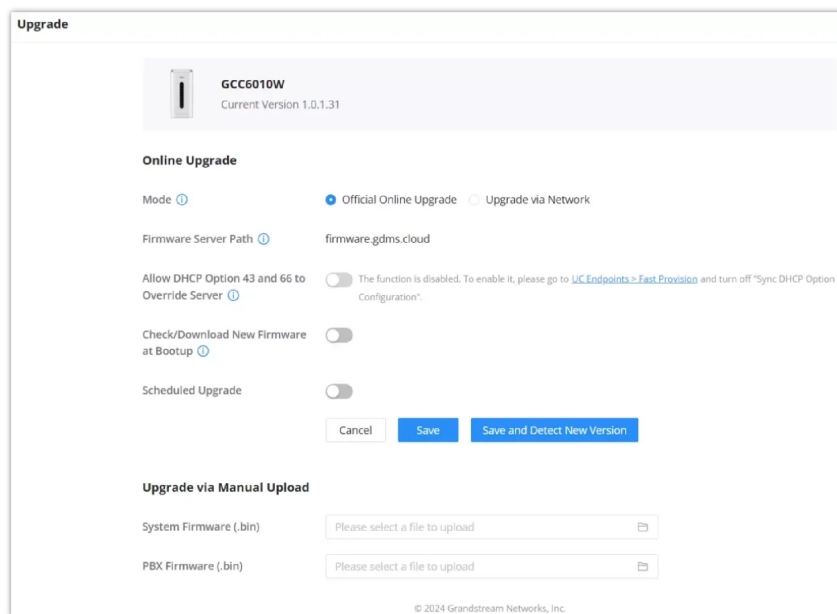 Upgrade
GCC6010W
Current Version 1.0.1.31
Online Upgrade
Mode
Official Online Upgrade
Upgrade via Network
Firmware Server Path
firmware.gdms.cloud
Allow DHCP Option 43 and 66 to
Override Server
The function is disabled. To enable it, please go to UC Endpoints > Fast Provision and turn off "Sync DHCP Option
Configuration".
Check/Download New Firmware
at Bootup
Scheduled Upgrade
Cancel
Save
Save and Detect New Version
Upgrade via Manual Upload
System Firmware (.bin)
Please select a file to upload
PBX Firmware (.bin)
Please select a file to upload
© 2024 Grandstream Networks, Inc.